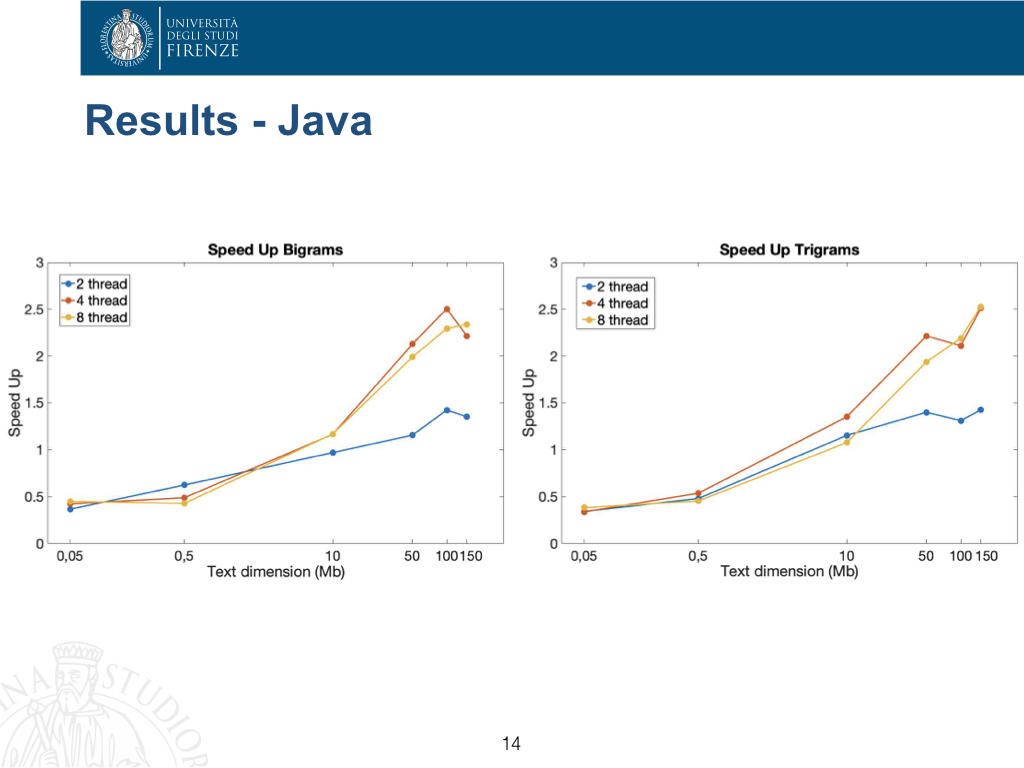 UNIVERSITÀ
DEGLI STUDI
FIRENZE
Results - Java
Speed Up Bigrams
3
2.5
2
1.5
1
0.5
0
Speed Up
2 thread
4 thread
8 thread
0,05 0,5 10 50 100 150
Text dimension (Mb)
Speed Up Trigrams
3
2.5
2
1.5
1
0.5
0
Speed Up
2 thread
4 thread
8 thread
0,05 0,5 10 50 100 150
Text dimension (Mb)
14